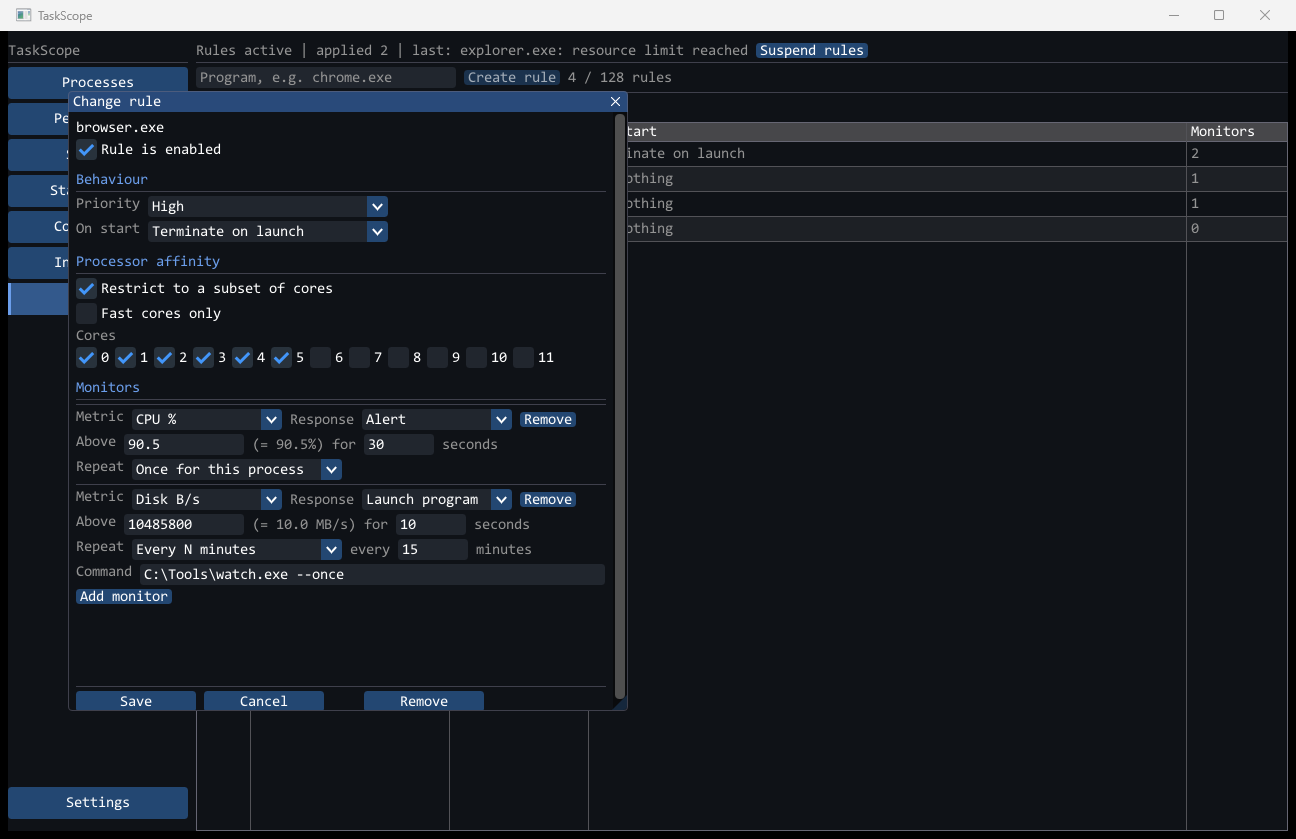 TaskScope
TaskScope
Rules active | applied 2 | last: explorer.exe: resource limit reached Suspend rules
Processes
Program, e.g. chrome.exe Create rule 4 / 128 rules
Change rule
browser.exe
Rule is enabled
Behaviour
Priority High
On start Terminate on launch
Processor affinity
Restrict to a subset of cores
Fast cores only
Cores
0 1 2 3 4 5 6 7 8 9 10 11
Monitors
Metric CPU % Response Alert Remove
Above 90.5 (= 90.5%) for 30 seconds
Repeat Once for this process
Metric Disk B/s Response Launch program Remove
Above 10485800 (= 10.0 MB/s) for 10 seconds
Repeat Every N minutes every 15 minutes
Command C:\Tools\watch.exe --once
Add monitor
Save Cancel Remove
Monitors
on launch 2
1
1
0
Settings